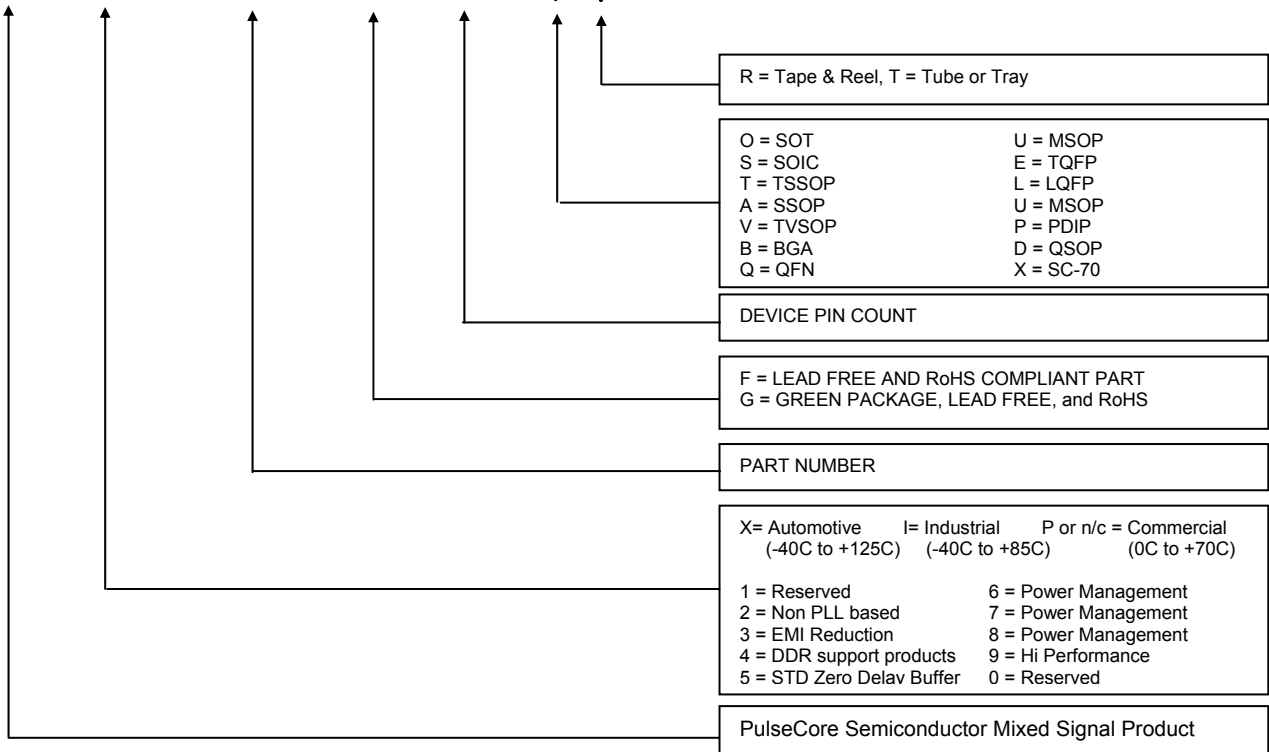 R = Tape & Reel, T = Tube or Tray
O = SOT U = MSOP
S = SOIC E = TQFP
T = TSSOP L = LQFP
A = SSOP U = MSOP
V = TVSOP P = PDIP
B = BGA D = QSOP
Q = QFN X = SC-70
DEVICE PIN COUNT
F = LEAD FREE AND RoHS COMPLIANT PART
G = GREEN PACKAGE, LEAD FREE, and RoHS
PART NUMBER
X= Automotive I= Industrial P or n/c = Commercial
(-40C to +125C) (-40C to +85C) (0C to +70C)
1 = Reserved 6 = Power Management
2 = Non PLL based 7 = Power Management
3 = EMI Reduction 8 = Power Management
4 = DDR support products 9 = Hi Performance
5 = STD Zero Delay Buffer 0 = Reserved
PulseCore Semiconductor Mixed Signal Product